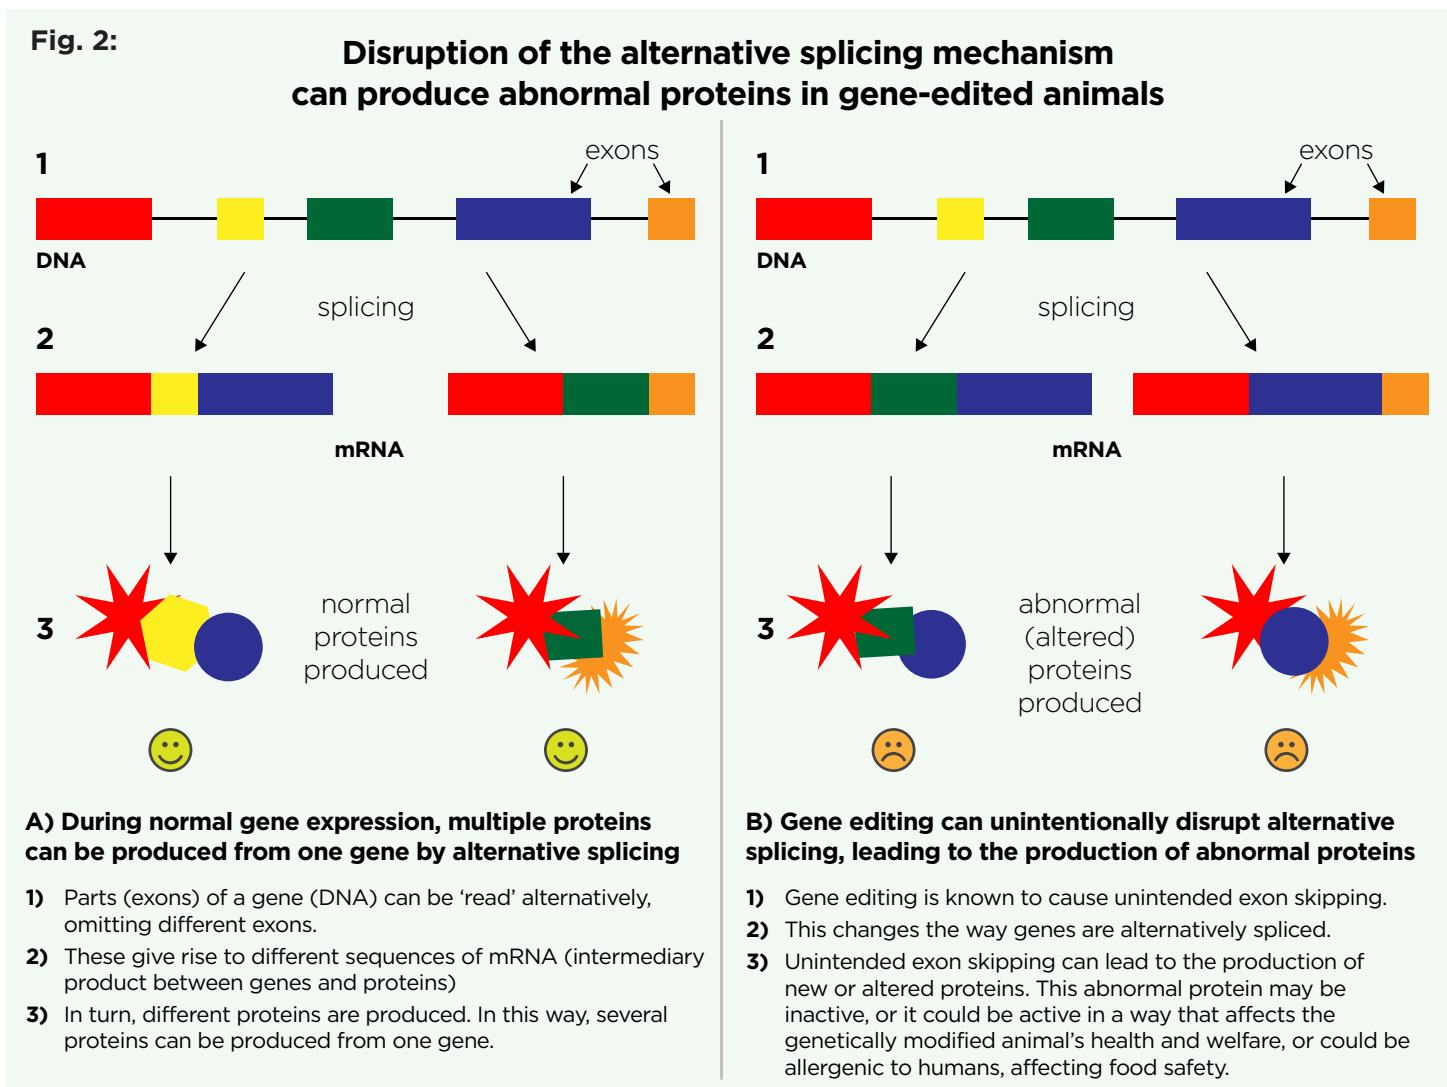 Fig. 2:
Disruption of the alternative splicing mechanism
can produce abnormal proteins in gene-edited animals
1
exons
DNA
splicing
2
mRNA
3
normal
proteins
produced
A) During normal gene expression, multiple proteins
can be produced from one gene by alternative splicing
1) Parts (exons) of a gene (DNA) can be ‘read’ alternatively,
omitting different exons.
2) These give rise to different sequences of mRNA (intermediary
product between genes and proteins)
3) In turn, different proteins are produced. In this way, several
proteins can be produced from one gene.
1
exons
DNA
splicing
2
mRNA
3
abnormal
(altered)
proteins
produced
B) Gene editing can unintentionally disrupt alternative
splicing, leading to the production of abnormal proteins
1) Gene editing is known to cause unintended exon skipping.
2) This changes the way genes are alternatively spliced.
3) Unintended exon skipping can lead to the production of
new or altered proteins. This abnormal protein may be
inactive, or it could be active in a way that affects the
genetically modified animal’s health and welfare, or could be
allergenic to humans, affecting food safety.